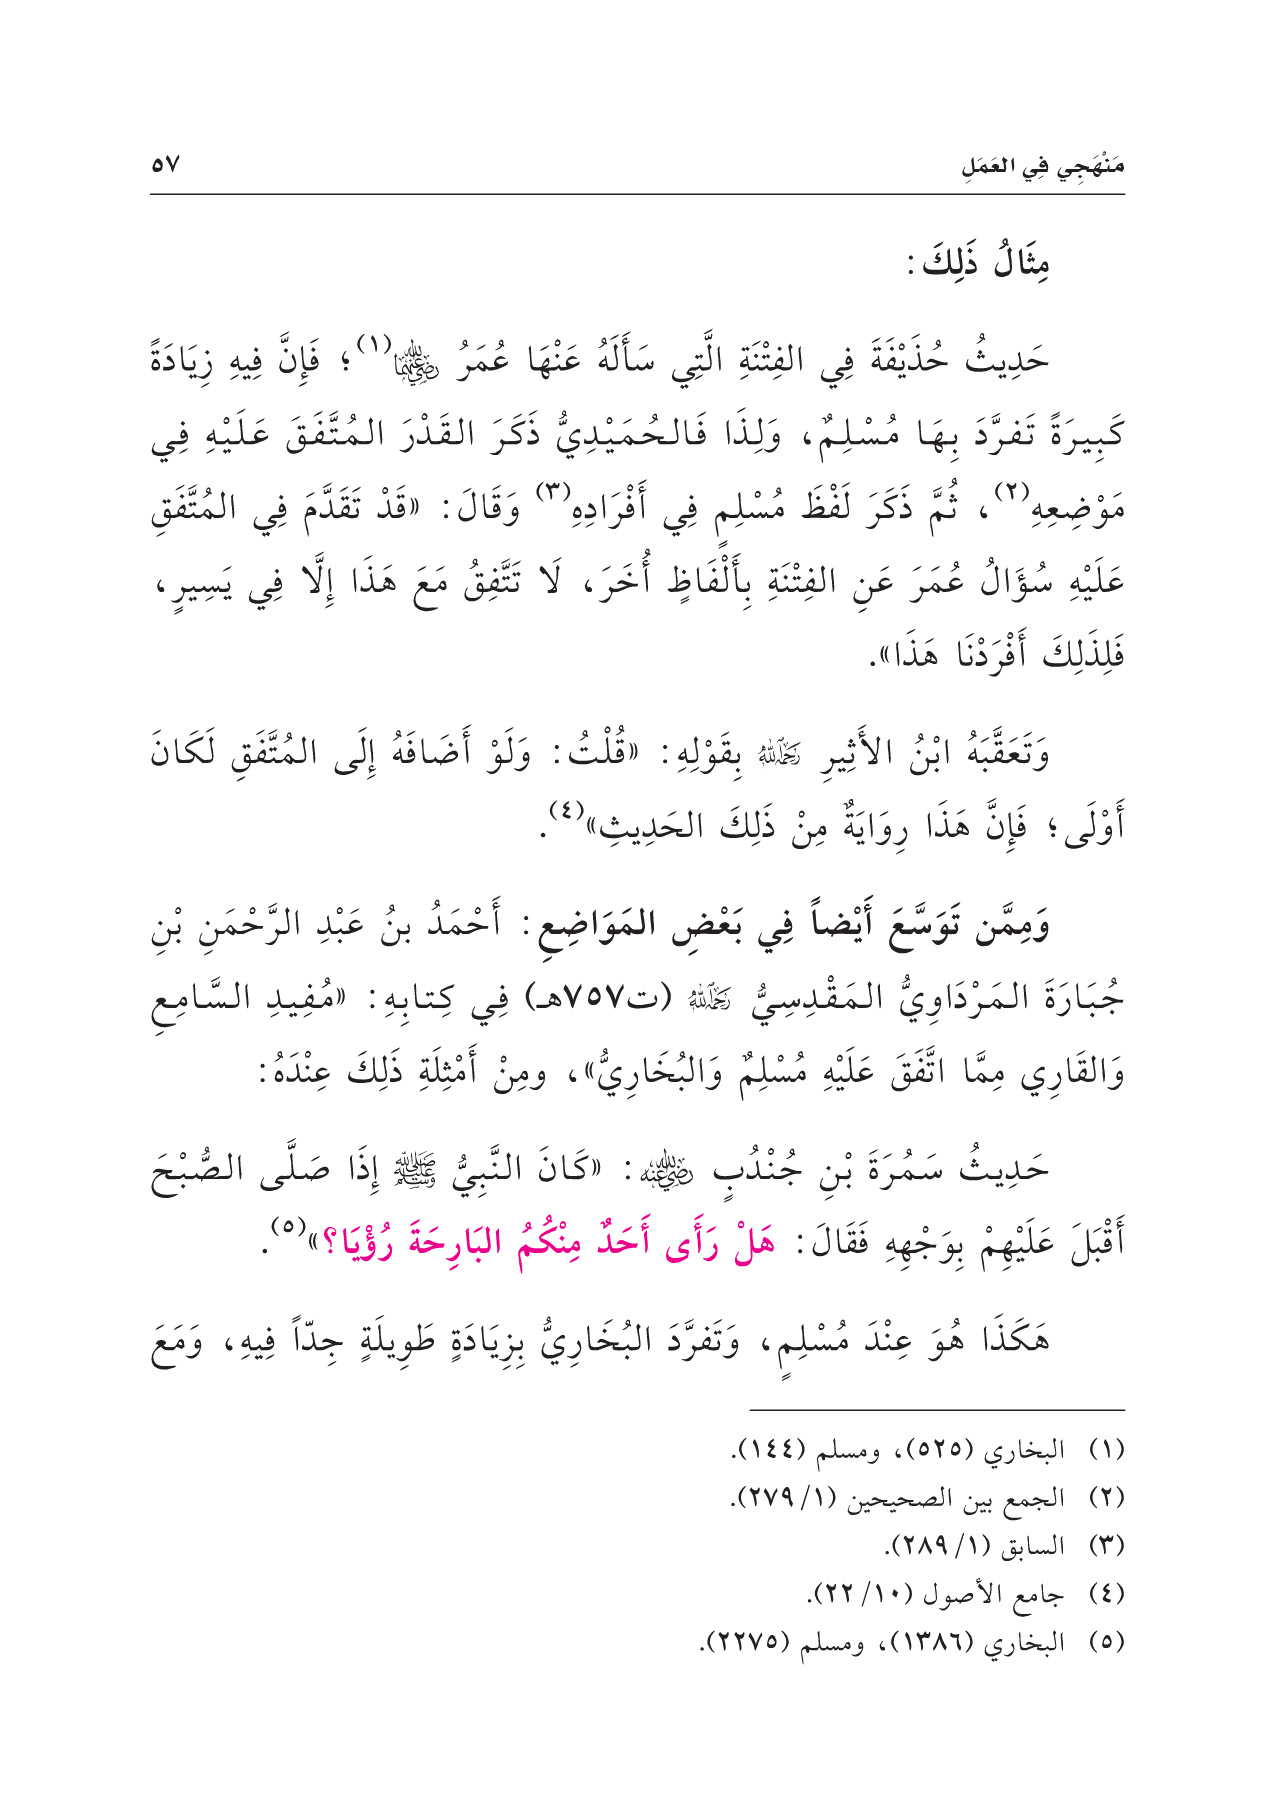 مَنْهَجِي فِي العَمَلِ ٥٧
مِثَالُ ذَلِكَ:
حَدِيثُ حُذَيْفَةَ فِي الفِتْنَةِ الَّتِي سَأَلَهُ عَنْهَا عُمَرُ رضي الله عنهما(١)؛ فَإِنَّ فِيهِ زِيَادَةً
كَبِيرَةً تَفرَّدَ بِهَا مُسْلِمٌ، وَلِذَا فَالحُمَيْدِيُّ ذَكَرَ القَدْرَ المُتَّفَقَ عَلَيْهِ فِي
مَوْضِعِهِ(٢)، ثُمَّ ذَكَرَ لَفْظَ مُسْلِمٍ فِي أَفْرَادِهِ(٣) وَقَالَ: «قَدْ تَقَدَّمَ فِي المُتَّفَقِ
عَلَيْهِ سُؤَالُ عُمَرَ عَنِ الفِتْنَةِ بِأَلْفَاظٍ أُخَرَ، لَا تَتَّفِقُ مَعَ هَذَا إِلَّا فِي يَسِيرٍ،
فَلِذَلِكَ أَفْرَدْنَا هَذَا».
وَتَعَقَّبَهُ ابْنُ الأَثِيرِ رحمه الله بِقَوْلِهِ: «قُلْتُ: وَلَوْ أَضَافَهُ إِلَى المُتَّفَقِ لَكَانَ
أَوْلَى؛ فَإِنَّ هَذَا رِوَايَةٌ مِنْ ذَلِكَ الحَدِيثِ»(٤).
وَمِمَّن تَوَسَّعَ أَيْضاً فِي بَعْضِ المَوَاضِعِ: أَحْمَدُ بنُ عَبْدِ الرَّحْمَنِ بْنِ
جُبَارَةَ المَرْدَاوِيُّ المَقْدِسِيُّ رحمه الله (ت٧٥٧هـ) فِي كِتابِهِ: «مُفِيدِ السَّامِعِ
وَالقَارِي مِمَّا اتَّفَقَ عَلَيْهِ مُسْلِمٌ وَالبُخَارِيُّ»، ومِنْ أَمْثِلَةِ ذَلِكَ عِنْدَهُ:
حَدِيثُ سَمُرَةَ بْنِ جُنْدُبٍ رضي الله عنه: «كَانَ النَّبِيُّ ﷺ إِذَا صَلَّى الصُّبْحَ
أَقْبَلَ عَلَيْهِمْ بِوَجْهِهِ فَقَالَ: هَلْ رَأَى أَحَدٌ مِنْكُمُ البَارِحَةَ رُؤْيَا؟»(٥).
هَكَذَا هُوَ عِنْدَ مُسْلِمٍ، وَتَفرَّدَ البُخَارِيُّ بِزِيَادَةٍ طَوِيلَةٍ جِدّاً فِيهِ، وَمَعَ
(١) البخاري (٥٢٥)، ومسلم (١٤٤).
(٢) الجمع بين الصحيحين (١/ ٢٧٩).
(٣) السابق (١/ ٢٨٩).
(٤) جامع الأصول (١٠/ ٢٢).
(٥) البخاري (١٣٨٦)، ومسلم (٢٢٧٥).